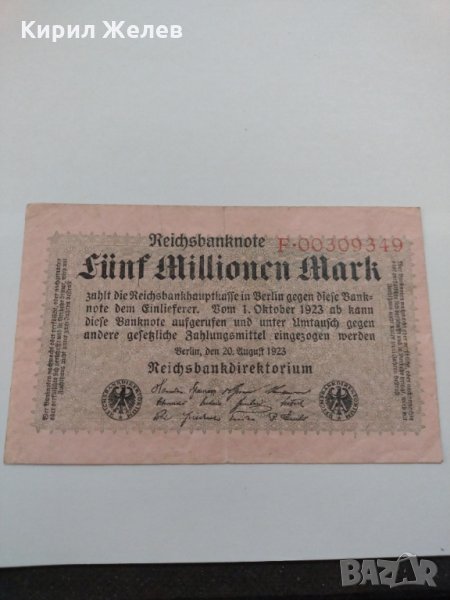 Кирил Желев
Reichsbanknote
F·00309349
Fünf Millionen Mark
zahlt die Reichsbankhauptkasse in Berlin gegen diese Bank-
note dem Einlieferer. Vom 1. Oktober 1923 ab kann
diese Banknote aufgerufen und unter Umtausch gegen
andere gesetzliche Zahlungsmittel eingezogen werden
Berlin, den 20. August 1923
Reichsbankdirektorium
BAZAR